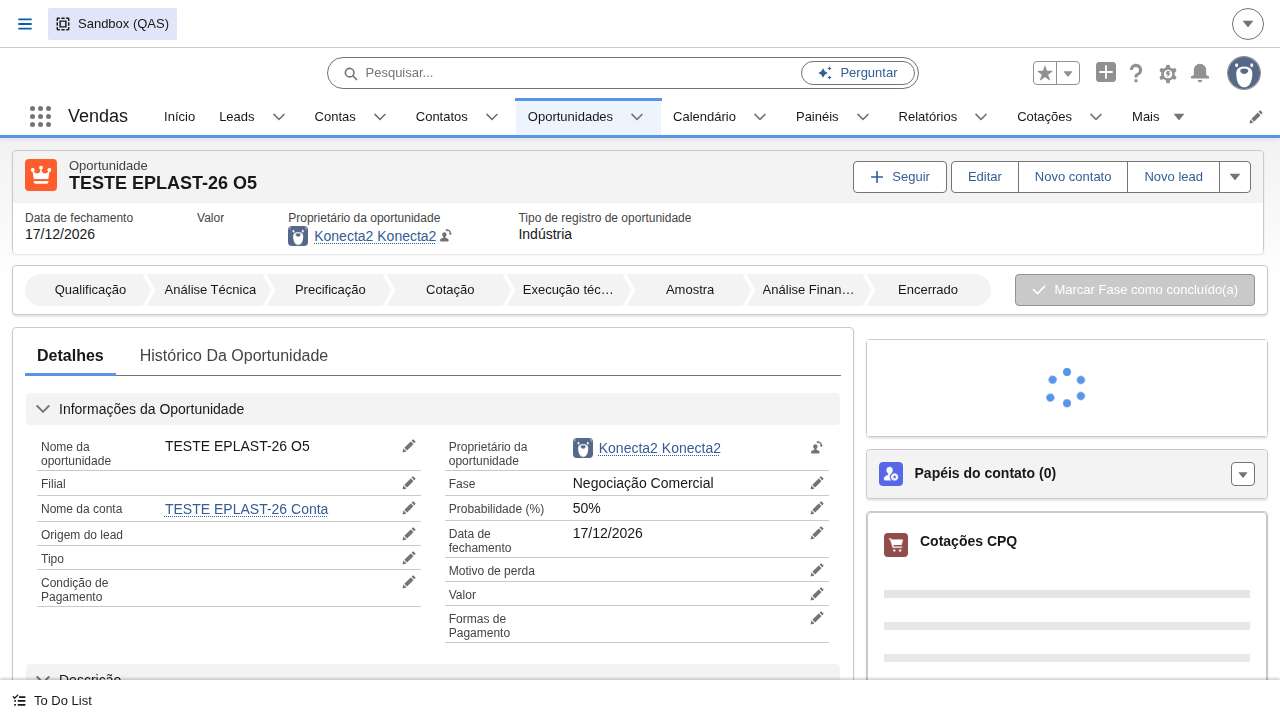 Sandbox (QAS)
Pesquisar...
Perguntar
Vendas
Início
Leads
Contas
Contatos
Oportunidades
Calendário
Painéis
Relatórios
Cotações
Mais
Oportunidade
TESTE EPLAST-26 O5
Seguir
Editar
Novo contato
Novo lead
Data de fechamento
17/12/2026
Valor
Proprietário da oportunidade
Konecta2 Konecta2
Tipo de registro de oportunidade
Indústria
Qualificação
Análise Técnica
Precificação
Cotação
Execução téc…
Amostra
Análise Finan…
Encerrado
Marcar Fase como concluído(a)
Detalhes
Histórico Da Oportunidade
Informações da Oportunidade
Nome da
oportunidade
TESTE EPLAST-26 O5
Filial
Nome da conta
TESTE EPLAST-26 Conta
Origem do lead
Tipo
Condição de
Pagamento
Proprietário da
oportunidade
Konecta2 Konecta2
Fase
Negociação Comercial
Probabilidade (%)
50%
Data de
fechamento
17/12/2026
Motivo de perda
Valor
Formas de
Pagamento
Descrição
Papéis do contato (0)
Cotações CPQ
To Do List